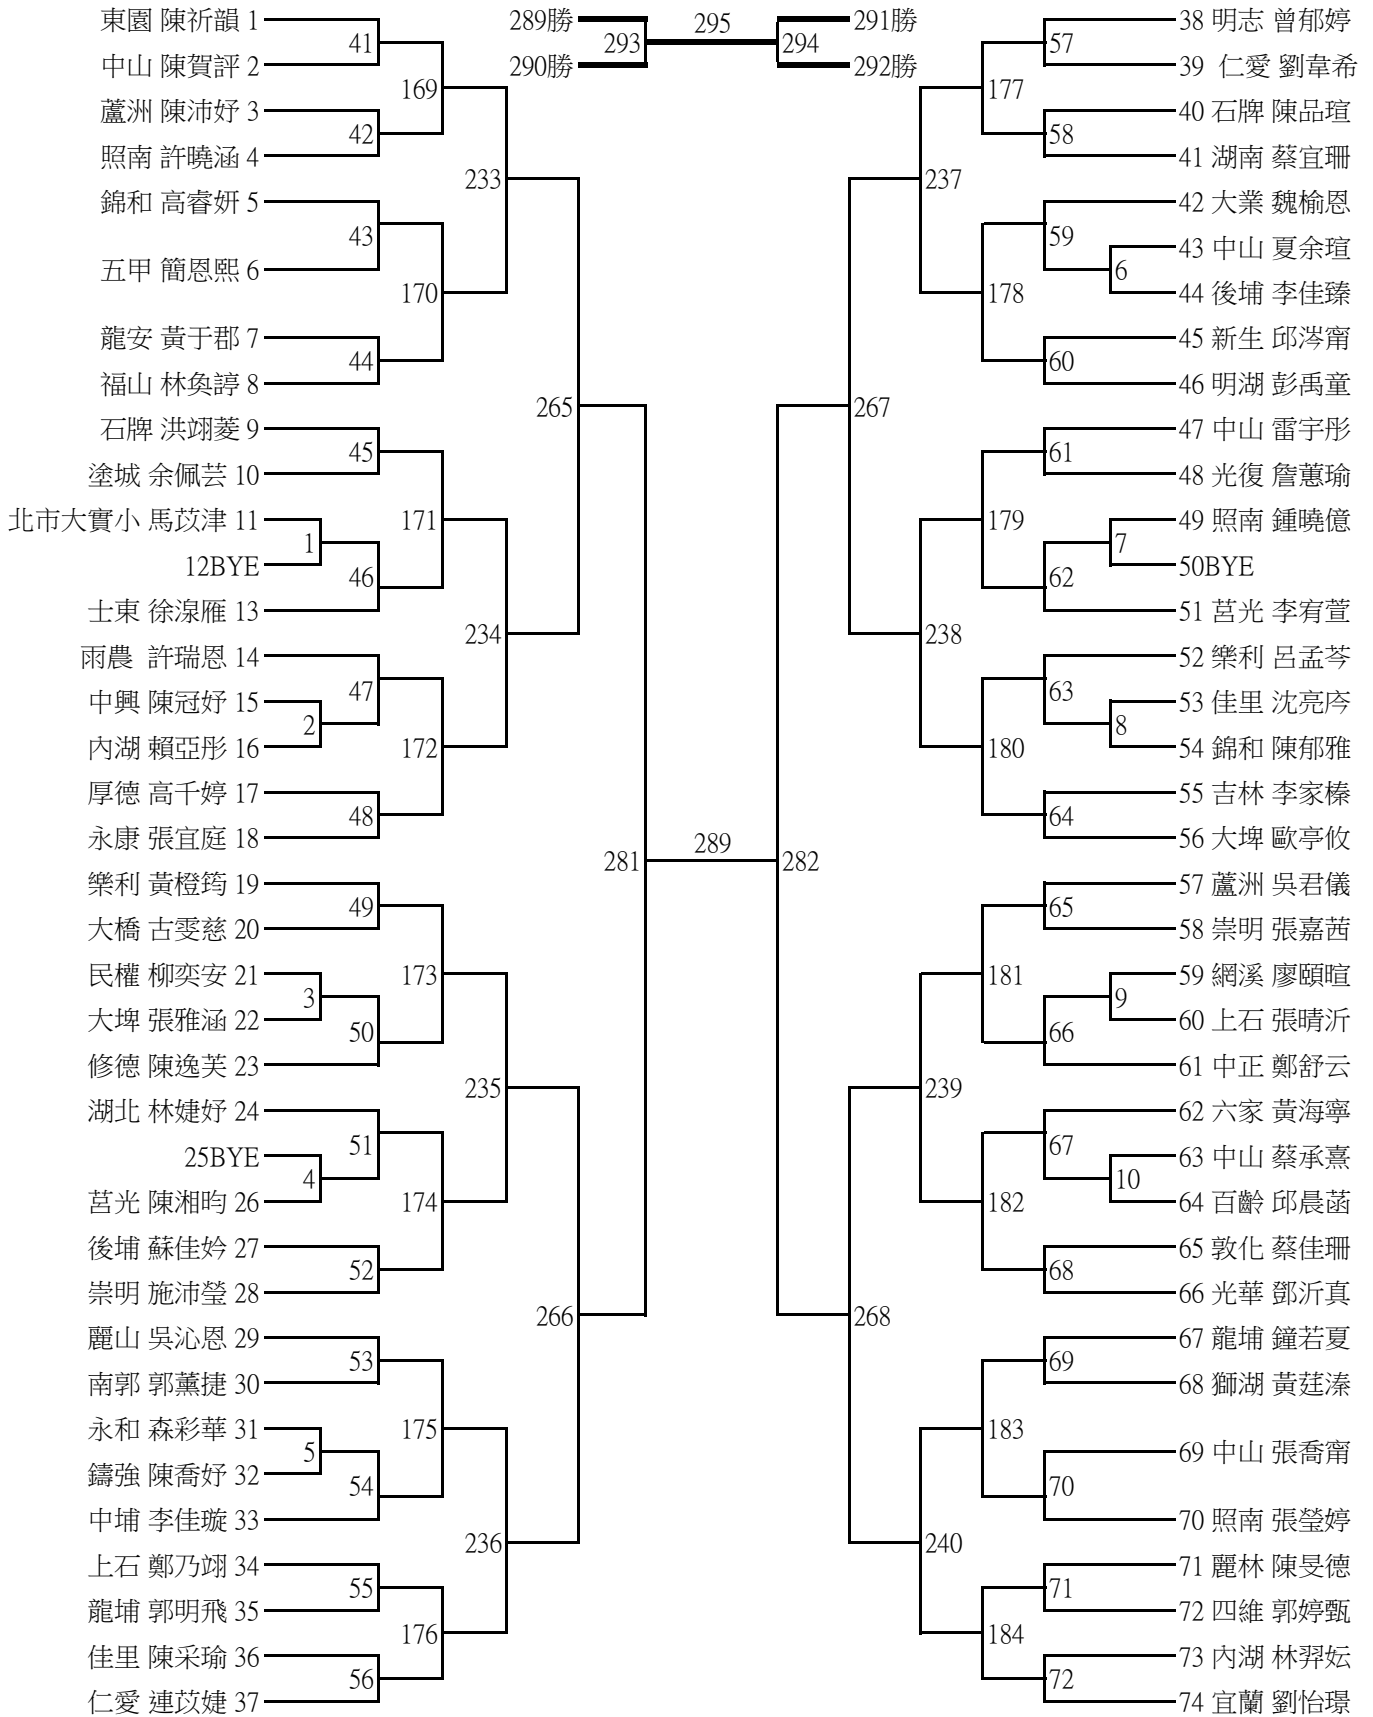 東園 陳祈韻 1
中山 陳賀評 2
蘆洲 陳沛妤 3
照南 許曉涵 4
錦和 高睿妍 5
五甲 簡恩熙 6
龍安 黃于郡 7
福山 林奐諄 8
石牌 洪翊菱 9
塗城 余佩芸 10
北市大實小 馬苡津 11
12BYE
士東 徐湶雁 13
雨農 許瑞恩 14
中興 陳冠妤 15
內湖 賴亞彤 16
厚德 高千婷 17
永康 張宜庭 18
樂利 黃橙筠 19
大橋 古雯慈 20
民權 柳奕安 21
大埤 張雅涵 22
修德 陳逸芙 23
湖北 林婕妤 24
25BYE
莒光 陳湘昀 26
後埔 蘇佳妗 27
崇明 施沛瑩 28
麗山 吳沁恩 29
南郭 郭薰捷 30
永和 森彩華 31
鑄強 陳喬妤 32
中埔 李佳璇 33
上石 鄭乃翊 34
龍埔 郭明飛 35
佳里 陳采瑜 36
仁愛 連苡婕 37
1
2
3
4
5
41
42
43
44
45
46
47
48
49
50
51
52
53
54
55
56
169
170
171
172
173
174
175
176
233
234
235
236
265
266
281
289勝
290勝
293
295
294
291勝
292勝
289
282
267
268
237
238
239
240
177
178
179
180
181
182
183
184
57
58
59
60
61
62
63
64
65
66
67
68
69
70
71
72
6
7
8
9
10
38 明志 曾郁婷
39 仁愛 劉韋希
40 石牌 陳品瑄
41 湖南 蔡宜珊
42 大業 魏榆恩
43 中山 夏余瑄
44 後埔 李佳臻
45 新生 邱涔甯
46 明湖 彭禹童
47 中山 雷宇彤
48 光復 詹蕙瑜
49 照南 鍾曉億
50BYE
51 莒光 李宥萱
52 樂利 呂孟芩
53 佳里 沈亮庈
54 錦和 陳郁雅
55 吉林 李家榛
56 大埤 歐亭攸
57 蘆洲 吳君儀
58 崇明 張嘉茜
59 網溪 廖頤暄
60 上石 張晴沂
61 中正 鄭舒云
62 六家 黃海寧
63 中山 蔡承熹
64 百齡 邱晨菡
65 敦化 蔡佳珊
66 光華 鄧沂真
67 龍埔 鐘若夏
68 獅湖 黃莛溱
69 中山 張喬甯
70 照南 張瑩婷
71 麗林 陳旻德
72 四維 郭婷甄
73 內湖 林羿妘
74 宜蘭 劉怡璟